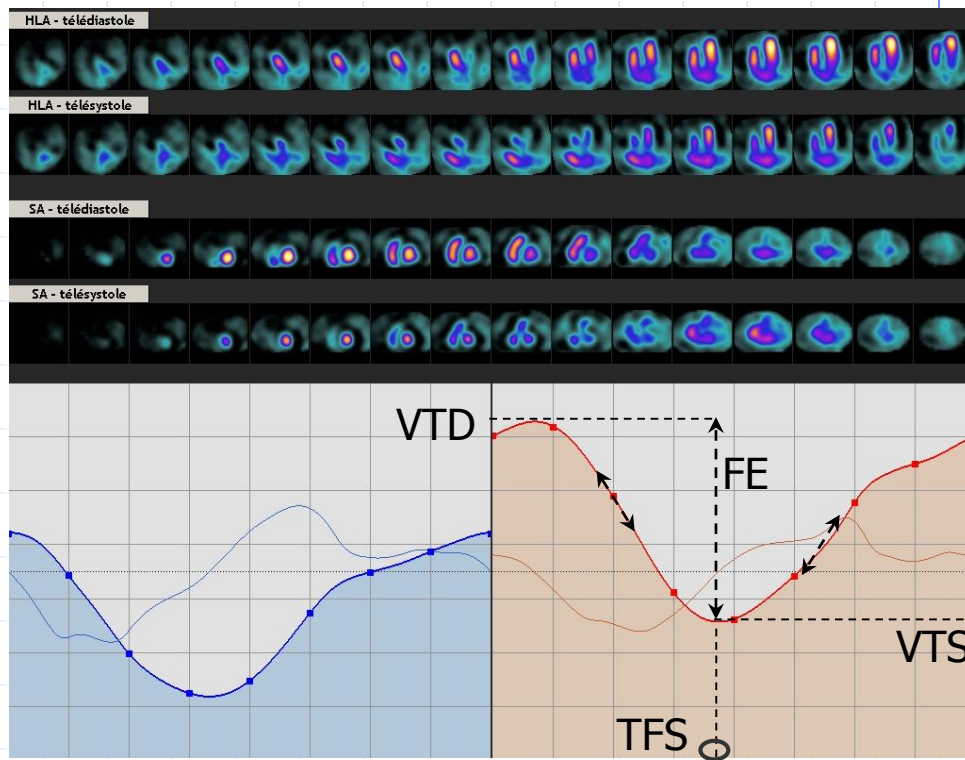 HLA - télédiastole
HLA - télésystole
SA - télédiastole
SA - télésystole
VTD
FE
VTS
TFS